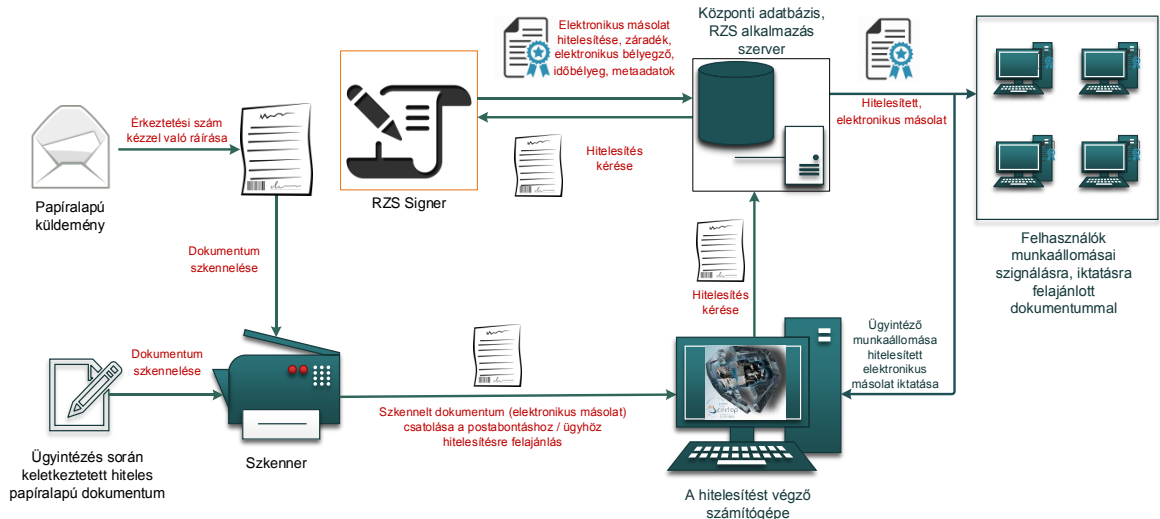 Elektronikus másolat
hitelesítése, záradék,
elektronikus bélyegző,
időbélyeg, metaadatok
Központi adatbázis,
RZS alkalmazás
szerver
Érkeztetési szám
kézzel való ráírása
Hitelesített,
elektronikus másolat
Hitelesítés
kérése
Papíralapú
küldemény
RZS Signer
Felhasználók
munkaállomásai
szignálásra, iktatásra
felajánlott
dokumentummal
Dokumentum
szkennelése
Hitelesítés
kérése
Ügyintéző
munkaállomása
hitelesített
elektronikus
másolat iktatása
Dokumentum
szkennelése
Szkennelt dokumentum (elektronikus másolat)
csatolása a postabontáshoz / ügyhöz
hitelesítésre felajánlás
certop
Ügyintézés során
keletkeztetett hiteles
papíralapú dokumentum
Szkenner
A hitelesítést végző
számítógépe